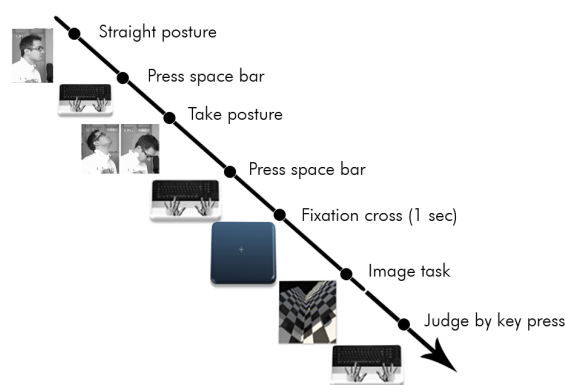 Straight posture
Press space bar
Take posture
Press space bar
Fixation cross (1 sec)
Image task
Judge by key press